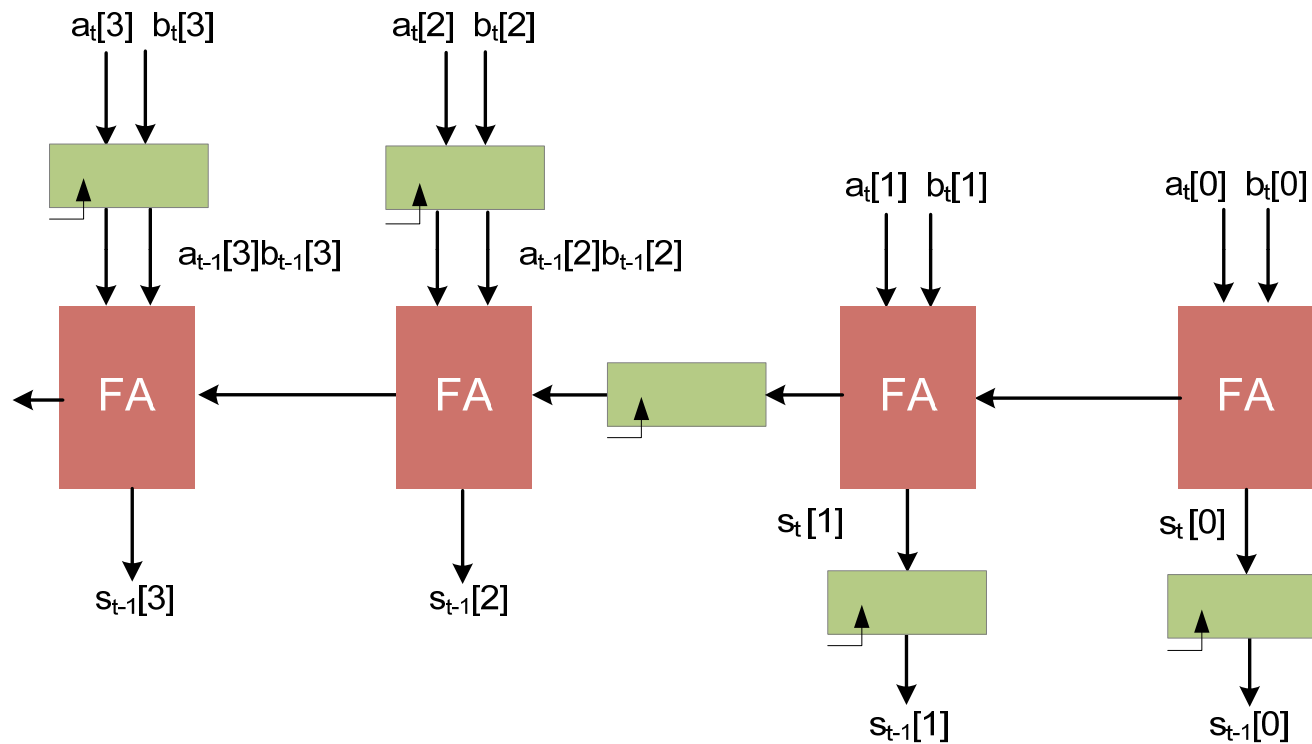 aₜ[3] bₜ[3]
aₜ[2] bₜ[2]
aₜ[1] bₜ[1]
aₜ[0] bₜ[0]
aₜ₋₁[3]bₜ₋₁[3]
aₜ₋₁[2]bₜ₋₁[2]
FA
FA
FA
FA
sₜ[1]
sₜ[0]
sₜ₋₁[3]
sₜ₋₁[2]
sₜ₋₁[1]
sₜ₋₁[0]